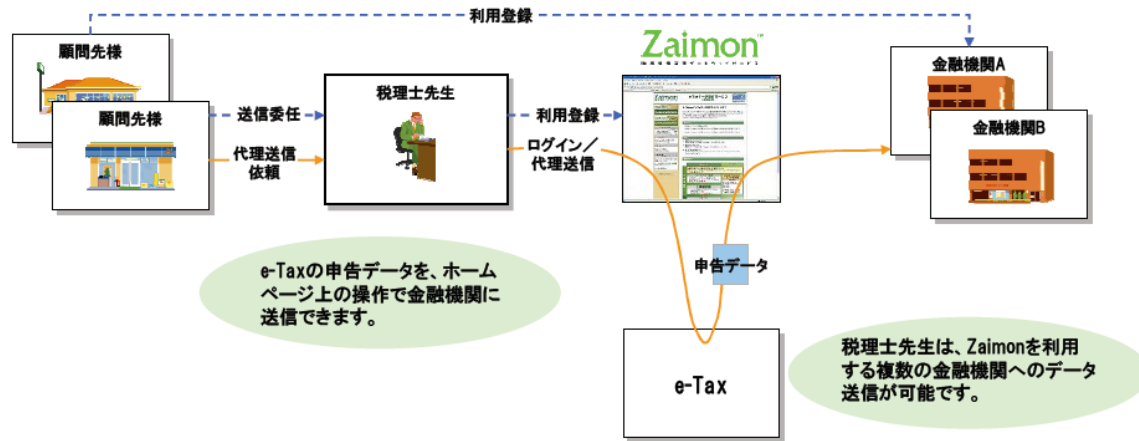 利用登録
顧問先様
顧問先様
送信委任
代理送信
依頼
税理士先生
利用登録
ログイン／
代理送信
Zaimon™
金融機関A
金融機関B
申告データ
e-Taxの申告データを、ホーム
ページ上の操作で金融機関に
送信できます。
e-Tax
税理士先生は、Zaimonを利用
する複数の金融機関へのデータ
送信が可能です。